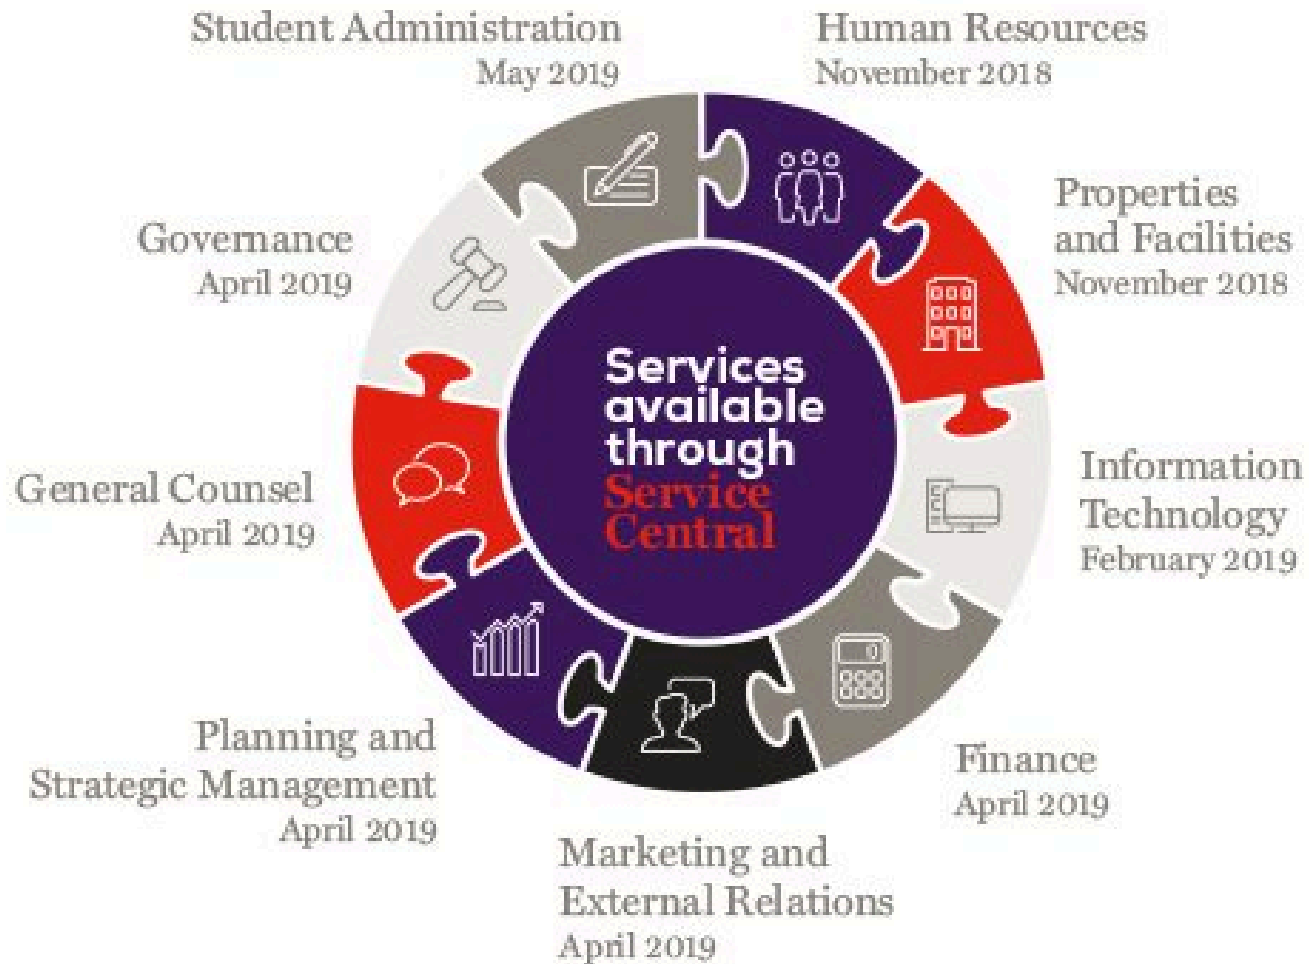 Student Administration
May 2019
Human Resources
November 2018
Properties
and Facilities
November 2018
Information
Technology
February 2019
Finance
April 2019
Marketing and
External Relations
April 2019
Planning and
Strategic Management
April 2019
General Counsel
April 2019
Governance
April 2019
Services
available
through
Service
Central
0